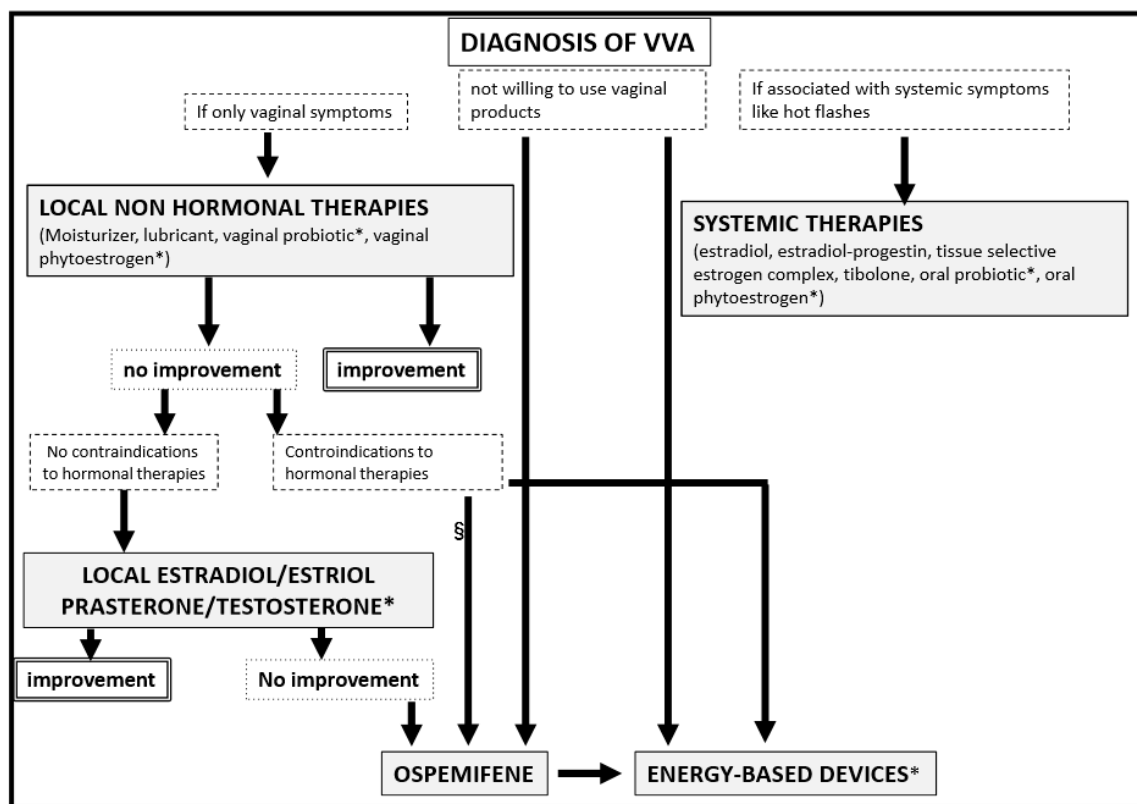 DIAGNOSIS OF VVA
If only vaginal symptoms
not willing to use vaginal
products
If associated with systemic symptoms
like hot flashes
LOCAL NON HORMONAL THERAPIES
(Moisturizer, lubricant, vaginal probiotic*, vaginal
phytoestrogen*)
SYSTEMIC THERAPIES
(estradiol, estradiol-progestin, tissue selective
estrogen complex, tibolone, oral probiotic*, oral
phytoestrogen*)
no improvement
improvement
No contraindications
to hormonal therapies
Controindications to
hormonal therapies
§
LOCAL ESTRADIOL/ESTRIOL
PRASTERONE/TESTOSTERONE*
improvement
No improvement
OSPEMIFENE
ENERGY-BASED DEVICES*